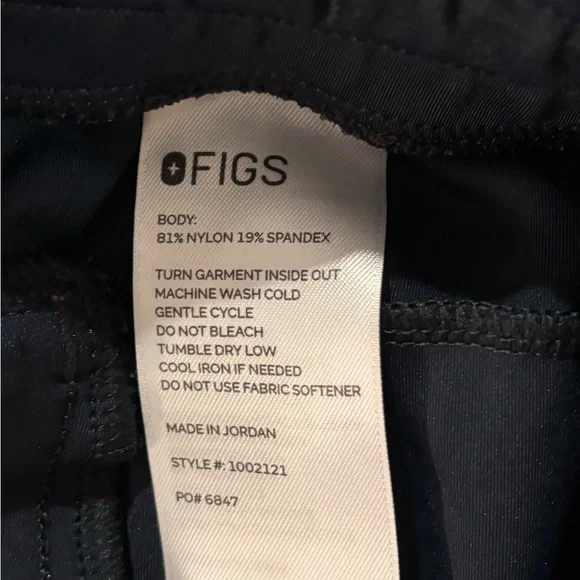 FIGS
BODY:
81% NYLON 19% SPANDEX
TURN GARMENT INSIDE OUT
MACHINE WASH COLD
GENTLE CYCLE
DO NOT BLEACH
TUMBLE DRY LOW
COOL IRON IF NEEDED
DO NOT USE FABRIC SOFTENER
MADE IN JORDAN
STYLE #: 1002121
PO# 6847